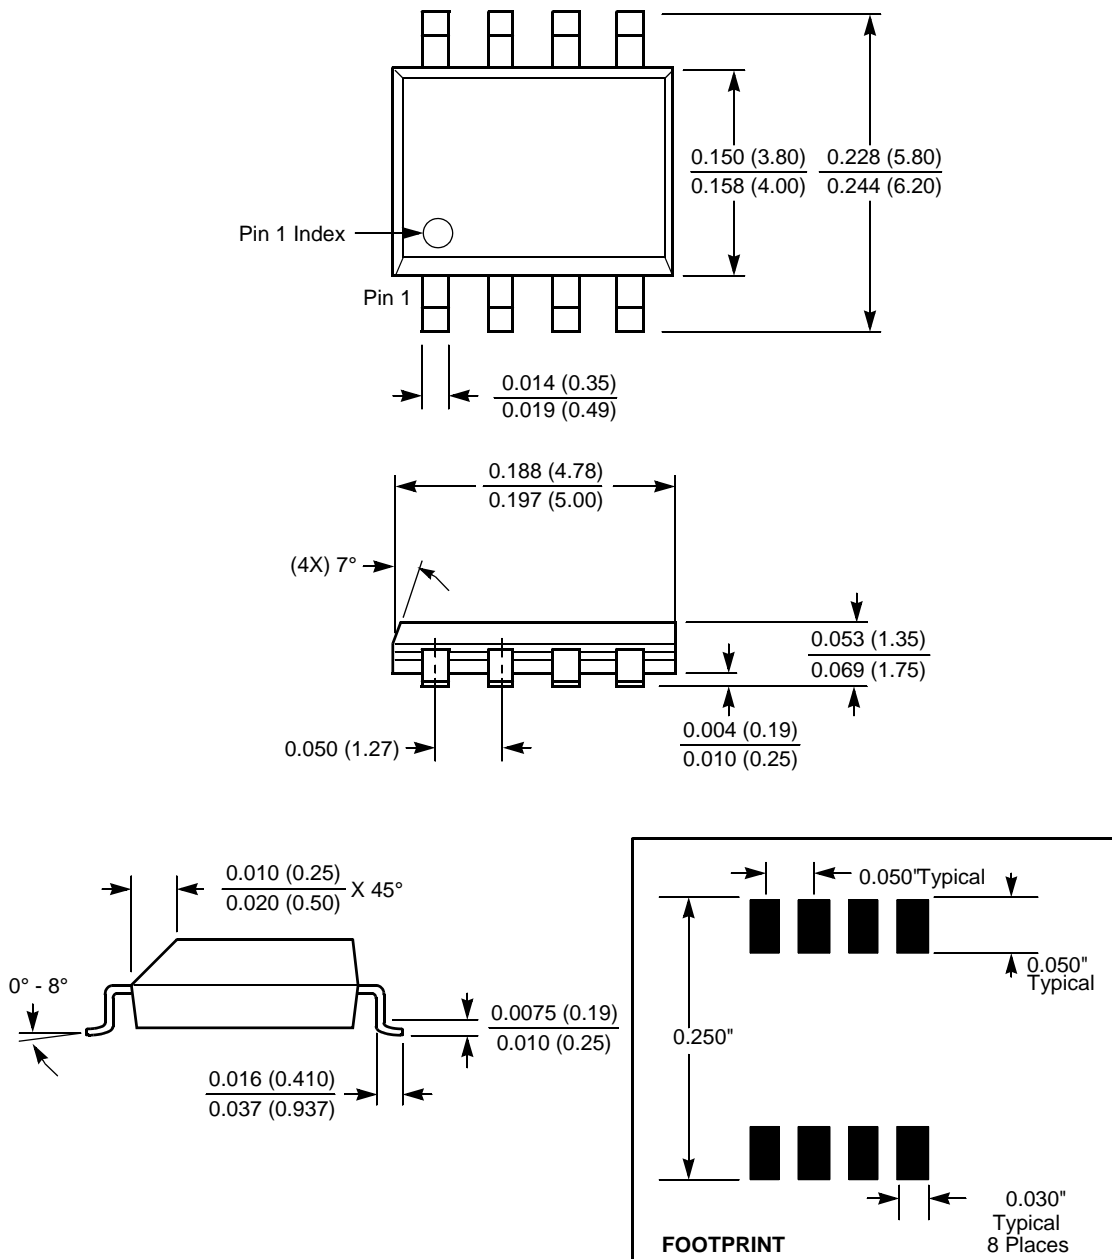 0.150 (3.80) 0.228 (5.80)
0.158 (4.00) 0.244 (6.20)
Pin 1 Index
Pin 1
0.014 (0.35)
0.019 (0.49)
0.188 (4.78)
0.197 (5.00)
(4X) 7°
0.053 (1.35)
0.069 (1.75)
0.004 (0.19)
0.010 (0.25)
0.050 (1.27)
0.010 (0.25)
0.020 (0.50)
X 45°
0° - 8°
0.0075 (0.19)
0.010 (0.25)
0.016 (0.410)
0.037 (0.937)
0.050"Typical
0.050"
Typical
0.250"
0.030"
Typical
8 Places
FOOTPRINT